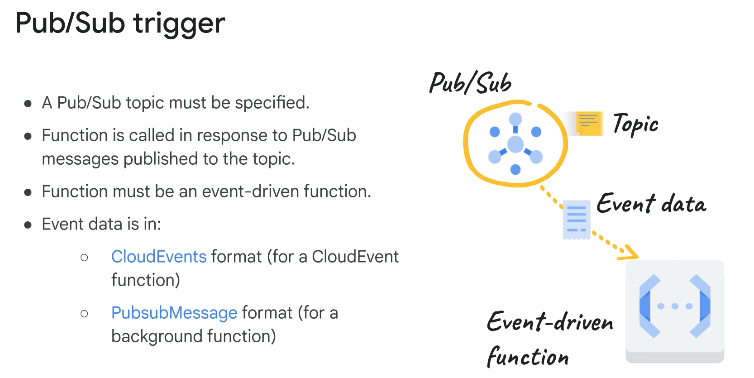 Pub/Sub trigger
● A Pub/Sub topic must be specified.
● Function is called in response to Pub/Sub
messages published to the topic.
● Function must be an event-driven function.
● Event data is in:
○ CloudEvents format (for a CloudEvent
function)
○ PubsubMessage format (for a
background function)
Pub/Sub
Topic
Event data
Event-driven
function